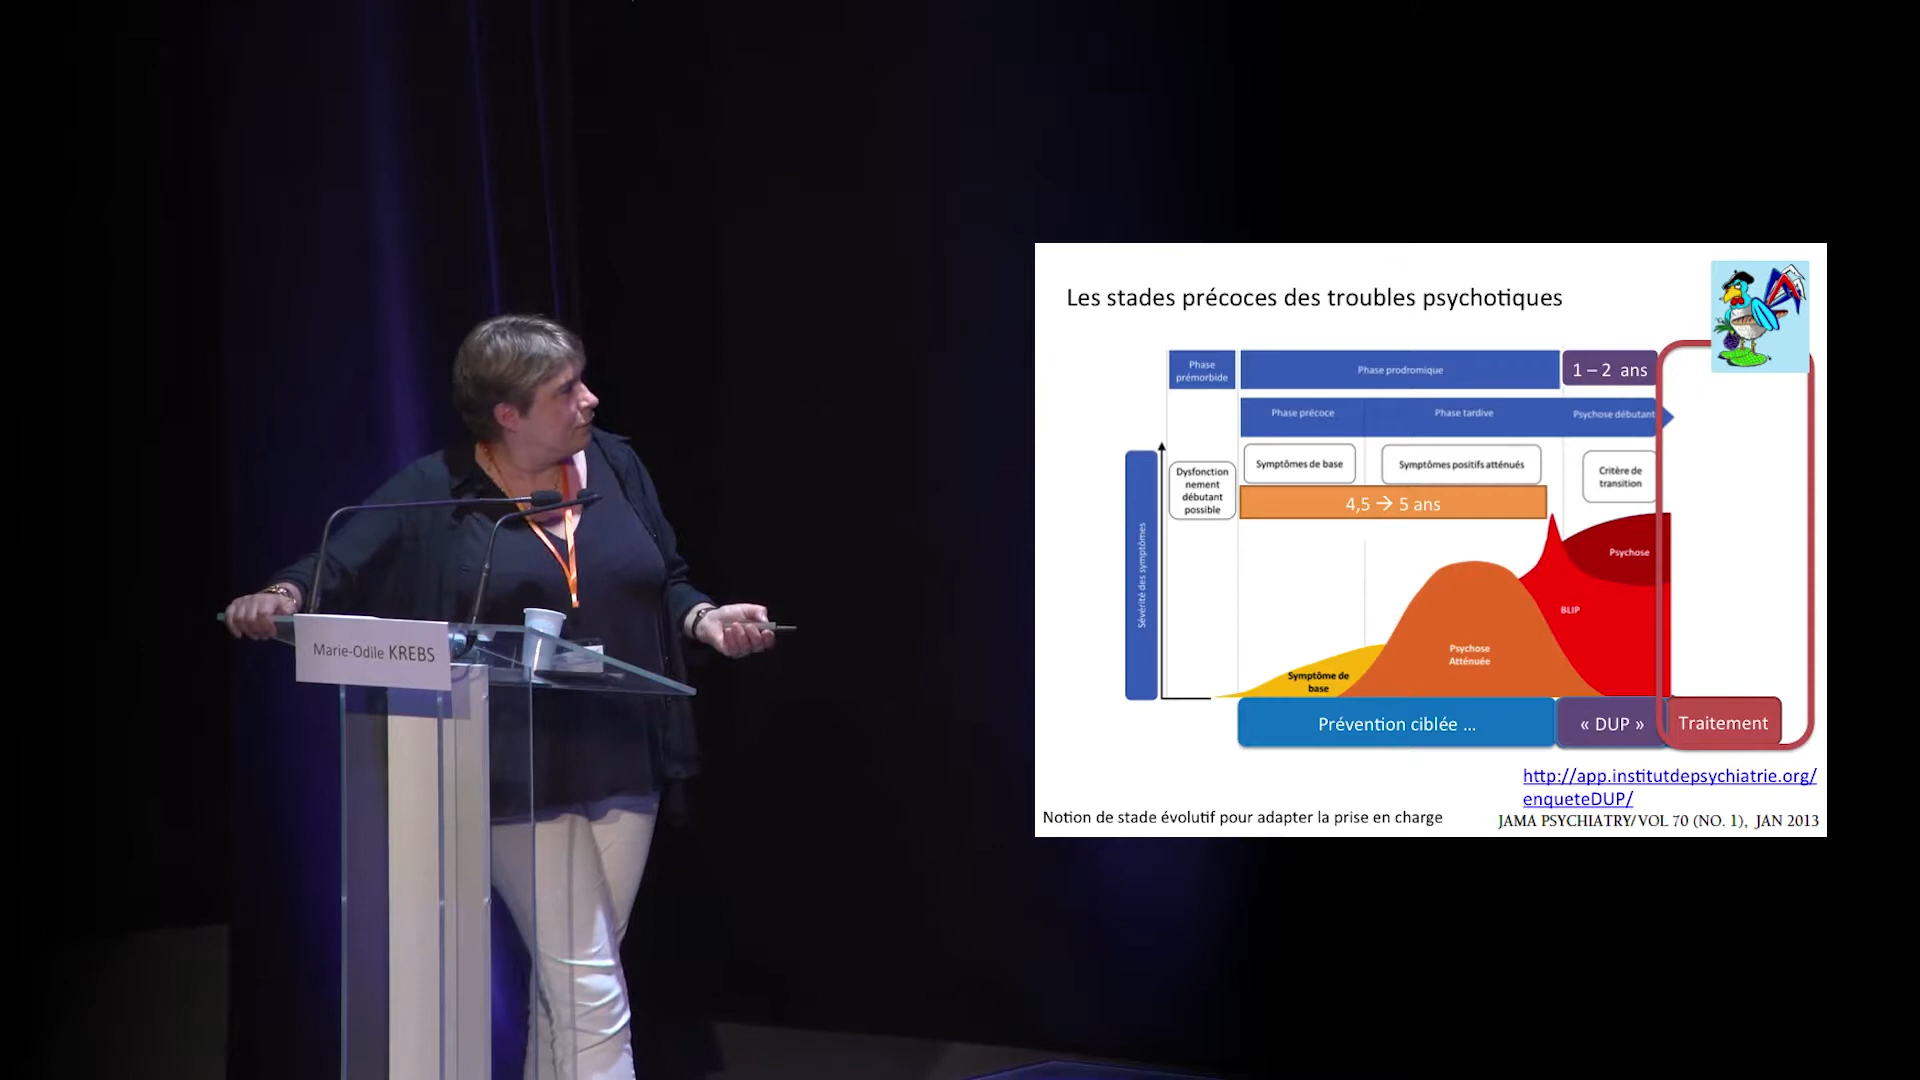 Marie-Odile KREBS
Les stades précoces des troubles psychotiques
Phase
prémorbide
Phase prodromique
1 – 2 ans
Phase précoce
Phase tardive
Psychose débutant
Dysfonction
nement
débutant
possible
Symptômes de base
Symptômes positifs atténués
Critère de
transition
4,5 → 5 ans
Sévérité des symptômes
Psychose
BLIP
Psychose
Atténuée
Symptôme de
base
Prévention ciblée ...
« DUP »
Traitement
http://app.institutdepsychiatrie.org/
enqueteDUP/
Notion de stade évolutif pour adapter la prise en charge
JAMA PSYCHIATRY/VOL 70 (NO. 1), JAN 2013